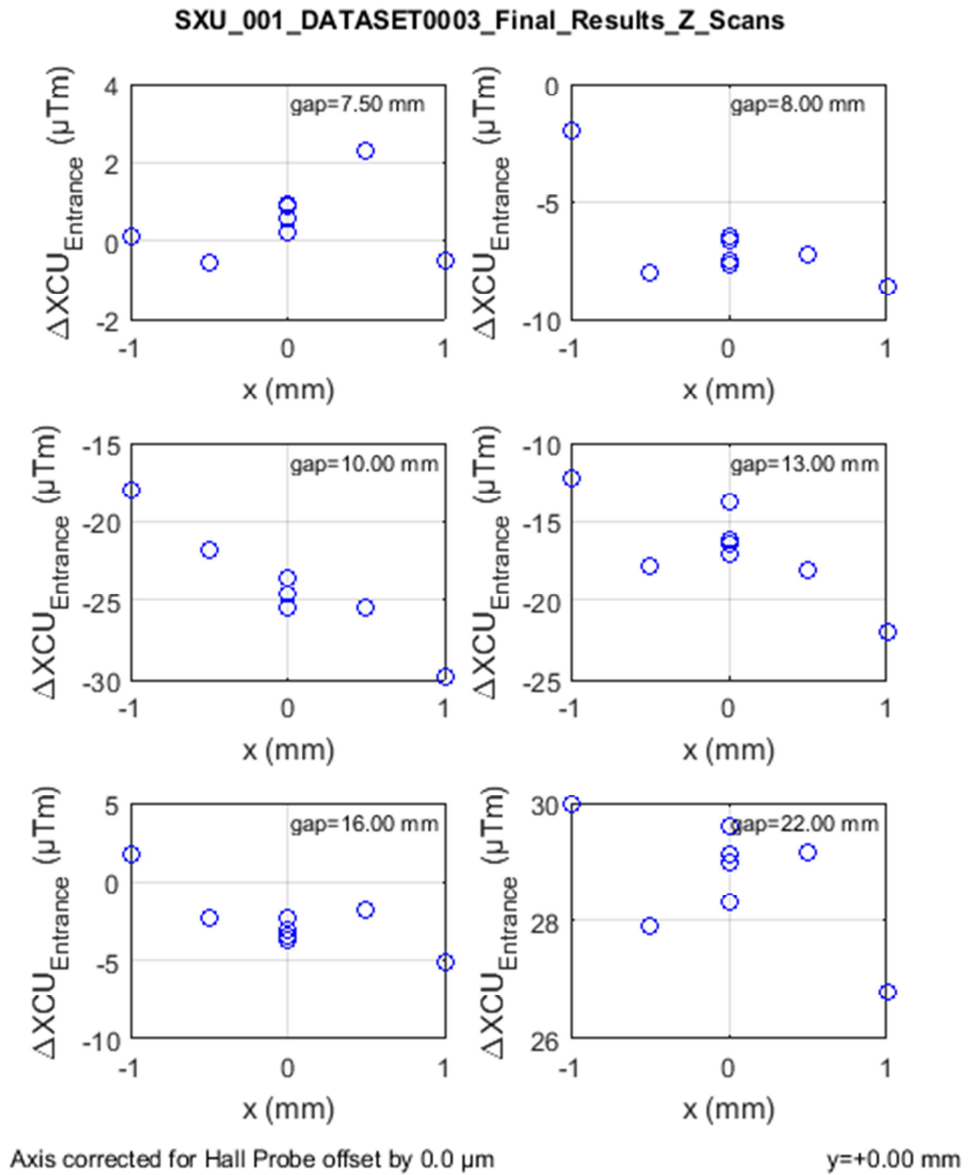 SXU_001_DATASET0003_Final_Results_Z_Scans
4
2
0
-2
ΔXCU_Entrance (µTm)
gap=7.50 mm
-1 0 1
x (mm)
0
-5
-10
ΔXCU_Entrance (µTm)
gap=8.00 mm
-1 0 1
x (mm)
-15
-20
-25
-30
ΔXCU_Entrance (µTm)
gap=10.00 mm
-1 0 1
x (mm)
-10
-15
-20
-25
ΔXCU_Entrance (µTm)
gap=13.00 mm
-1 0 1
x (mm)
5
0
-5
-10
ΔXCU_Entrance (µTm)
gap=16.00 mm
-1 0 1
x (mm)
30
28
26
ΔXCU_Entrance (µTm)
gap=22.00 mm
-1 0 1
x (mm)
Axis corrected for Hall Probe offset by 0.0 µm
y=+0.00 mm